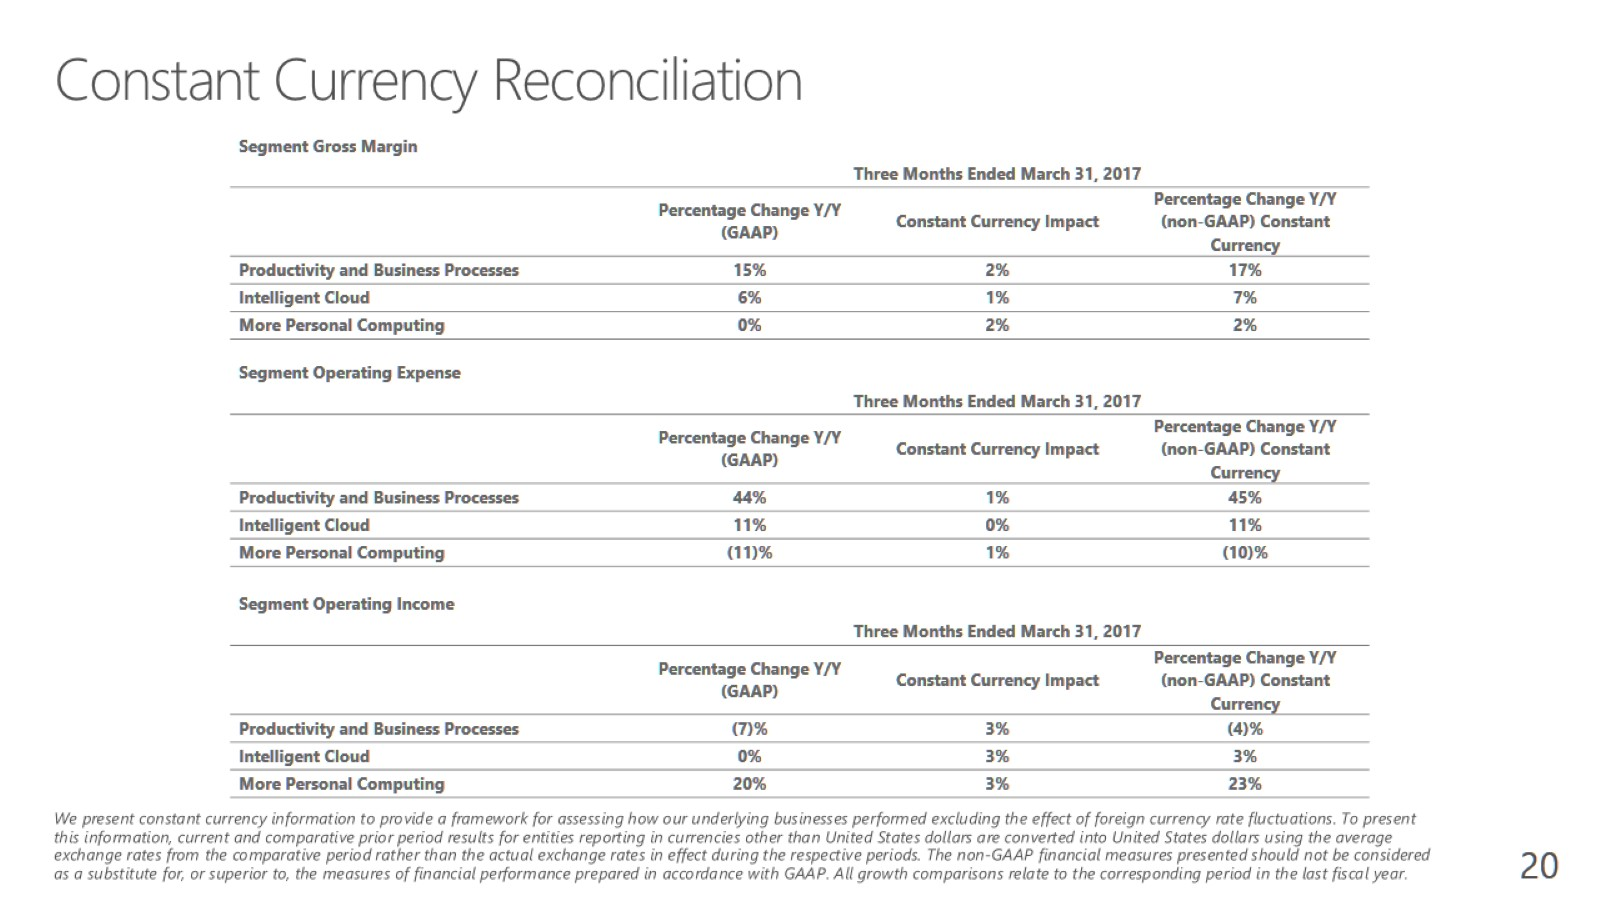 Constant Currency Reconciliation
Segment Gross Margin
Three Months Ended March 31, 2017
Percentage Change Y/Y (GAAP) Constant Currency Impact Percentage Change Y/Y (non-GAAP) Constant Currency
Productivity and Business Processes 15% 2% 17%
Intelligent Cloud 6% 1% 7%
More Personal Computing 0% 2% 2%
Segment Operating Expense
Three Months Ended March 31, 2017
Percentage Change Y/Y (GAAP) Constant Currency Impact Percentage Change Y/Y (non-GAAP) Constant Currency
Productivity and Business Processes 44% 1% 45%
Intelligent Cloud 11% 0% 11%
More Personal Computing (11)% 1% (10)%
Segment Operating Income
Three Months Ended March 31, 2017
Percentage Change Y/Y (GAAP) Constant Currency Impact Percentage Change Y/Y (non-GAAP) Constant Currency
Productivity and Business Processes (7)% 3% (4)%
Intelligent Cloud 0% 3% 3%
More Personal Computing 20% 3% 23%
We present constant currency information to provide a framework for assessing how our underlying businesses performed excluding the effect of foreign currency rate fluctuations. To present
this information, current and comparative prior period results for entities reporting in currencies other than United States dollars are converted into United States dollars using the average
exchange rates from the comparative period rather than the actual exchange rates in effect during the respective periods. The non-GAAP financial measures presented should not be considered
as a substitute for, or superior to, the measures of financial performance prepared in accordance with GAAP. All growth comparisons relate to the corresponding period in the last fiscal year.
20